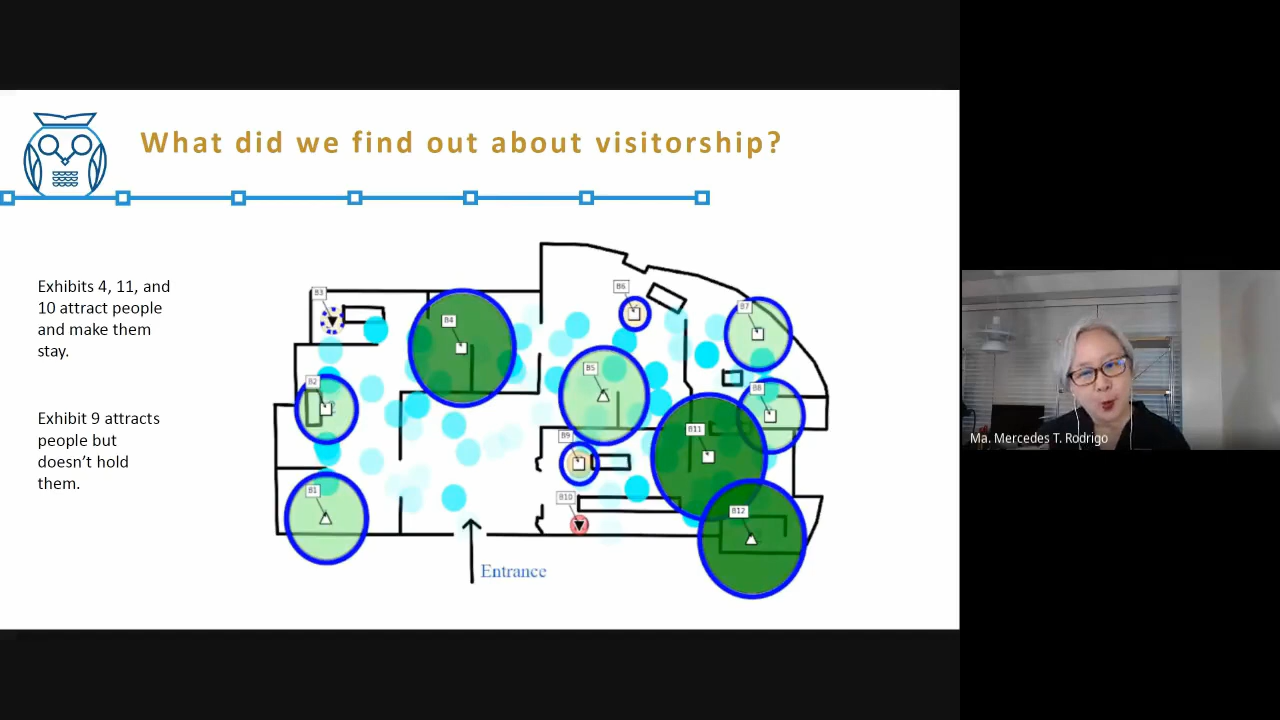 What did we find out about visitorship?
Exhibits 4, 11, and
10 attract people
and make them
stay.
Exhibit 9 attracts
people but
doesn't hold
them.
B3
B4
B6
B7
B5
B2
B8
B11
B9
B1
B10
B12
Entrance
Ma. Mercedes T. Rodrigo